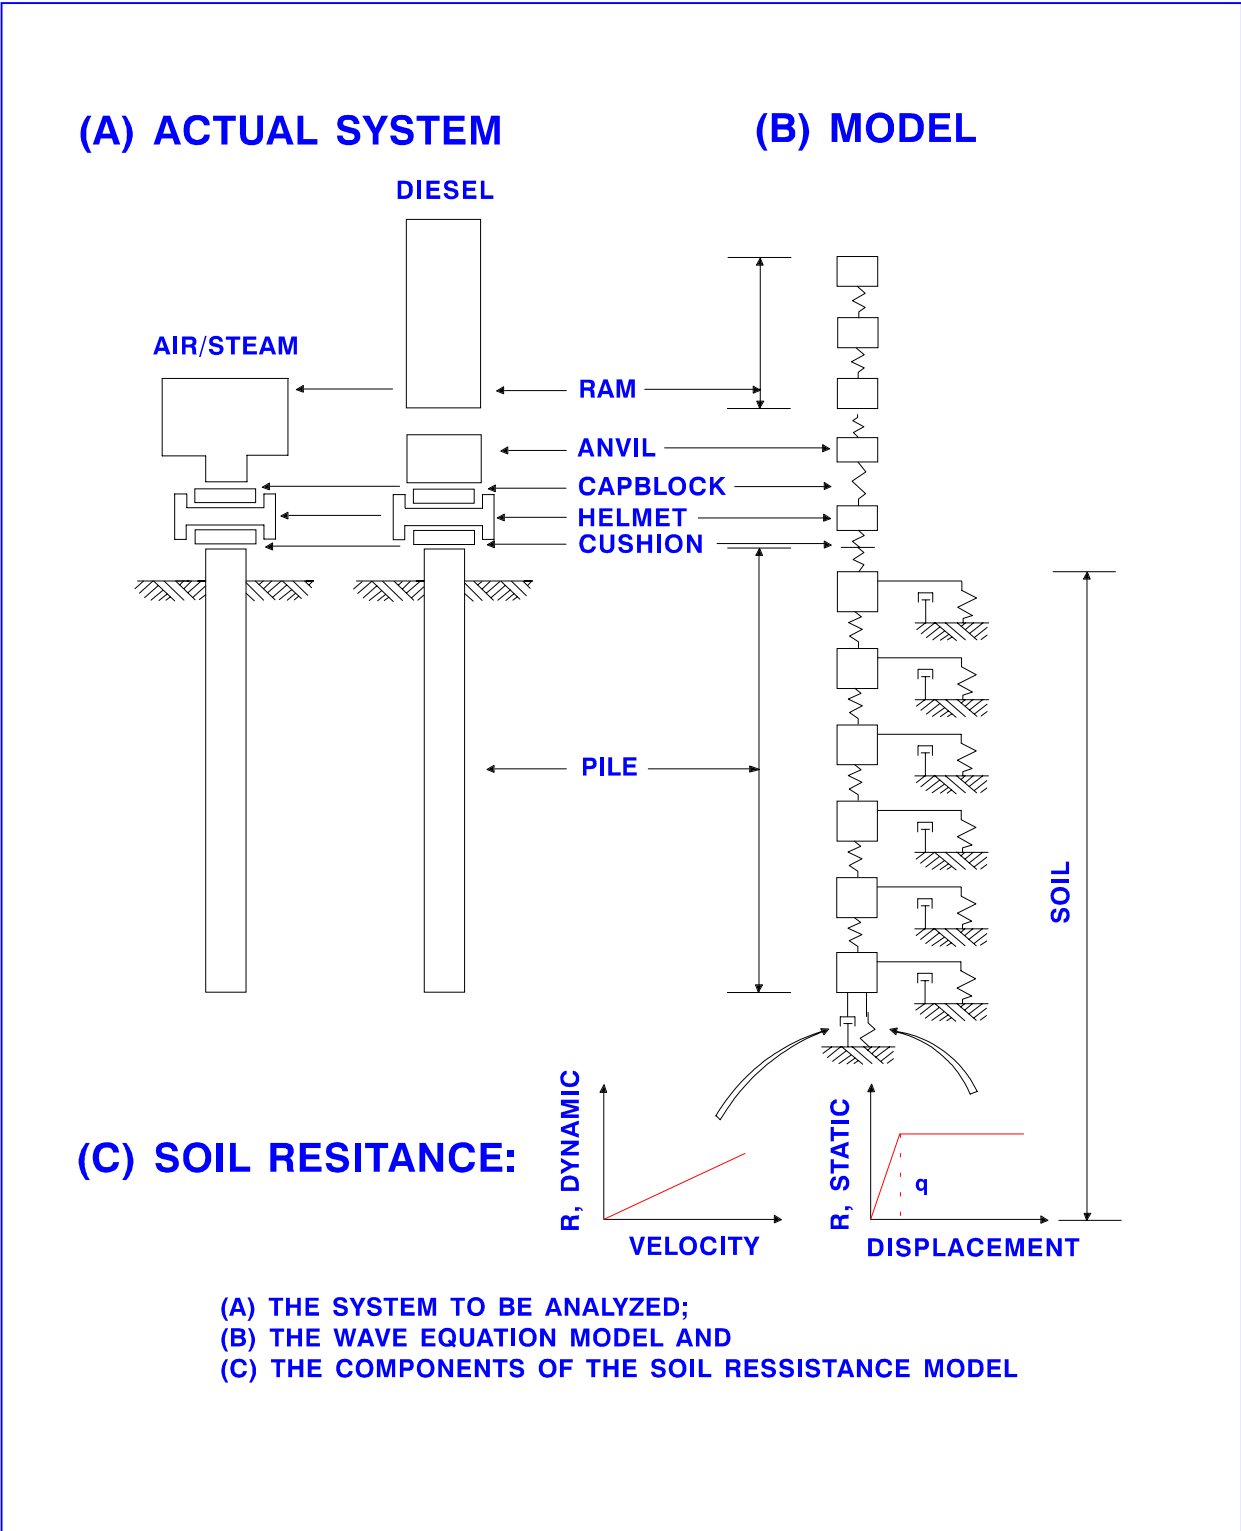 (A) ACTUAL SYSTEM
(B) MODEL
DIESEL
AIR/STEAM
RAM
ANVIL
CAPBLOCK
HELMET
CUSHION
PILE
SOIL
(C) SOIL RESITANCE:
R, DYNAMIC
VELOCITY
R, STATIC
q
DISPLACEMENT
(A) THE SYSTEM TO BE ANALYZED;
(B) THE WAVE EQUATION MODEL AND
(C) THE COMPONENTS OF THE SOIL RESSISTANCE MODEL